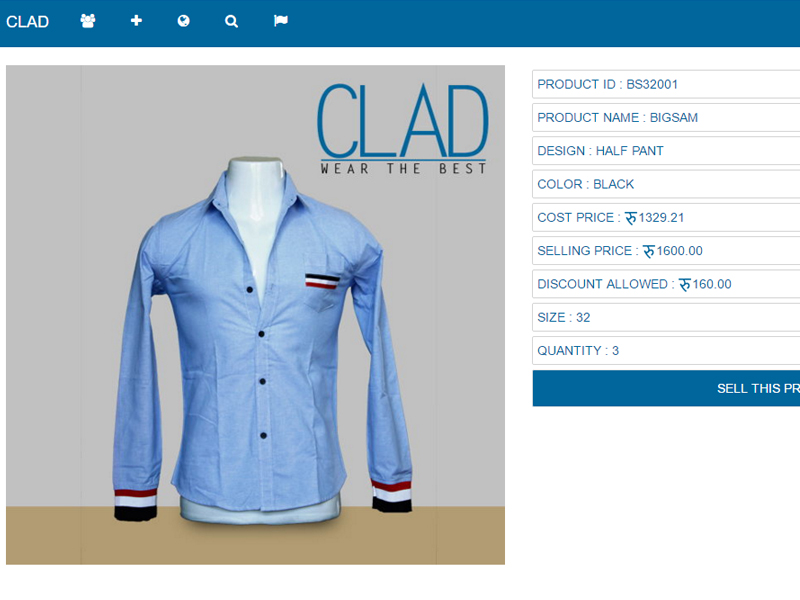 CLAD
CLAD
WEAR THE BEST
PRODUCT ID : BS32001
PRODUCT NAME : BIGSAM
DESIGN : HALF PANT
COLOR : BLACK
COST PRICE : रु1329.21
SELLING PRICE : रु1600.00
DISCOUNT ALLOWED : रु160.00
SIZE : 32
QUANTITY : 3
SELL THIS PR